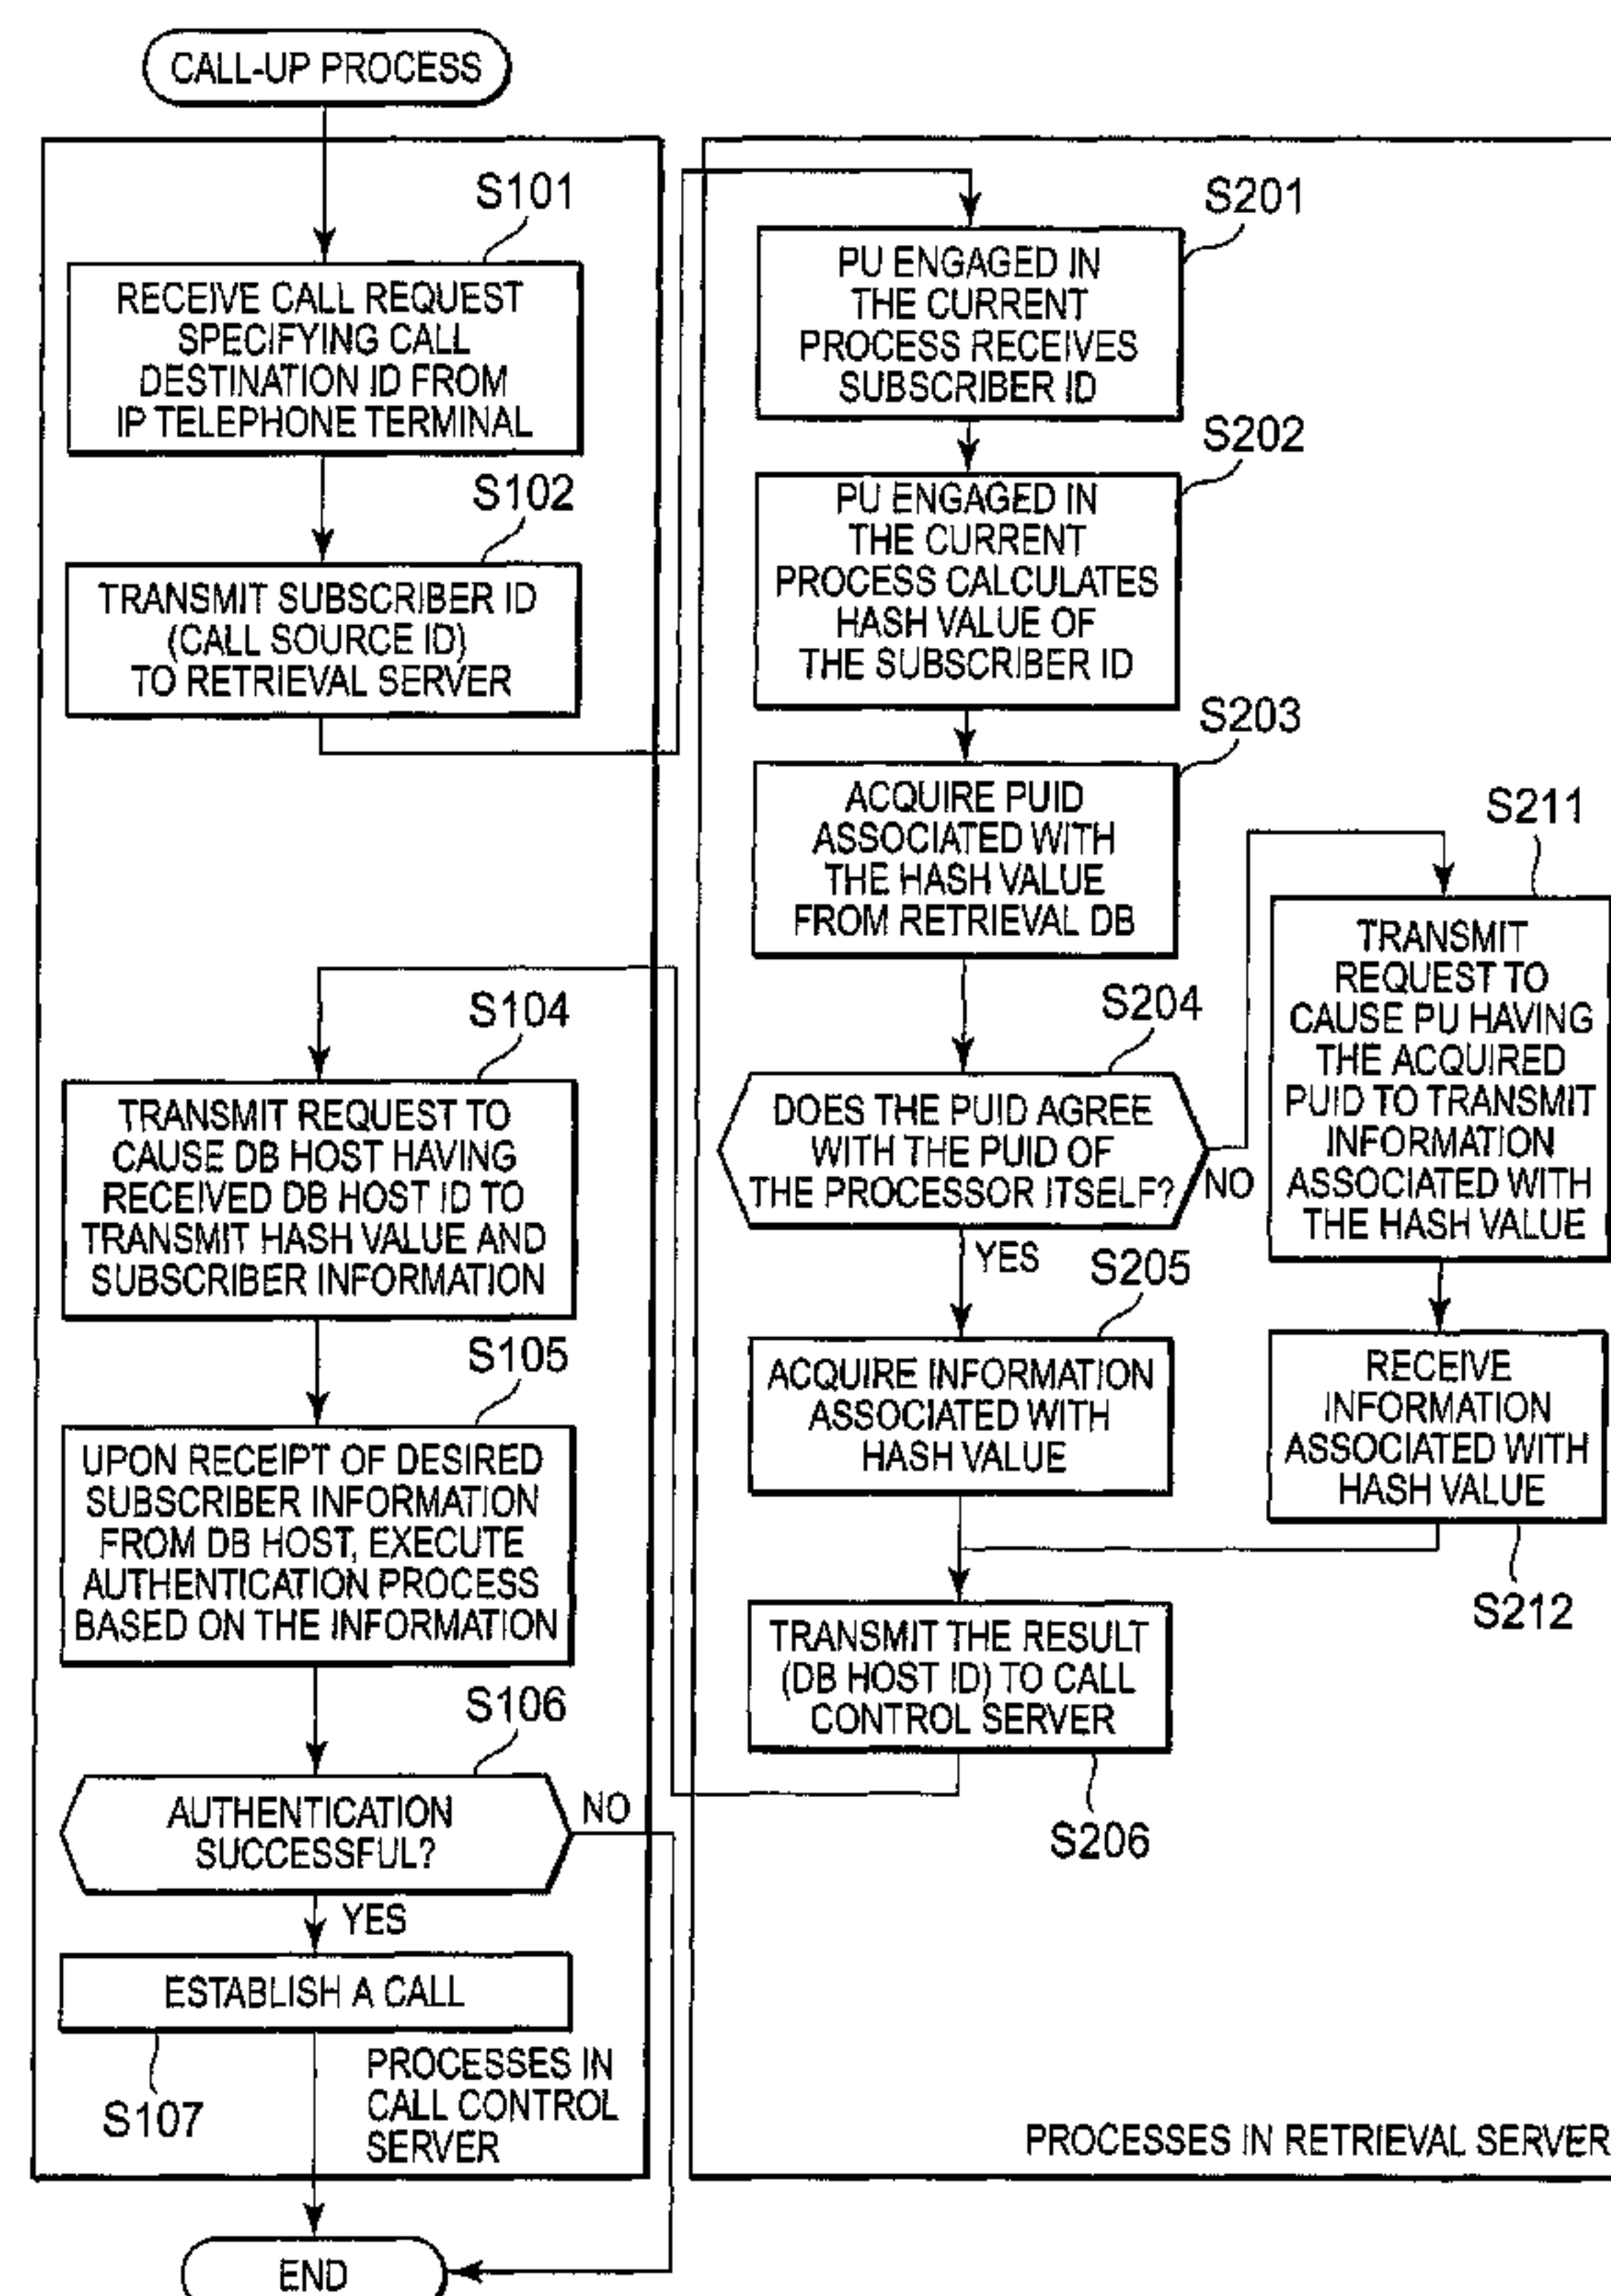 CALL-UP PROCESS
S101
RECEIVE CALL REQUEST
SPECIFYING CALL
DESTINATION ID FROM
IP TELEPHONE TERMINAL
S102
TRANSMIT SUBSCRIBER ID
(CALL SOURCE ID)
TO RETRIEVAL SERVER
S201
PU ENGAGED IN
THE CURRENT
PROCESS RECEIVES
SUBSCRIBER ID
S202
PU ENGAGED IN
THE CURRENT
PROCESS CALCULATES
HASH VALUE OF
THE SUBSCRIBER ID
S203
ACQUIRE PUID
ASSOCIATED WITH
THE HASH VALUE
FROM RETRIEVAL DB
S204
DOES THE PUID AGREE
WITH THE PUID OF
THE PROCESSOR ITSELF?
NO
YES
S211
TRANSMIT
REQUEST TO
CAUSE PU HAVING
THE ACQUIRED
PUID TO TRANSMIT
INFORMATION
ASSOCIATED WITH
THE HASH VALUE
S205
ACQUIRE INFORMATION
ASSOCIATED WITH
HASH VALUE
RECEIVE
INFORMATION
ASSOCIATED WITH
HASH VALUE
S212
TRANSMIT THE RESULT
(DB HOST ID) TO CALL
CONTROL SERVER
S206
S104
TRANSMIT REQUEST TO
CAUSE DB HOST HAVING
RECEIVED DB HOST ID TO
TRANSMIT HASH VALUE AND
SUBSCRIBER INFORMATION
S105
UPON RECEIPT OF DESIRED
SUBSCRIBER INFORMATION
FROM DB HOST, EXECUTE
AUTHENTICATION PROCESS
BASED ON THE INFORMATION
S106
AUTHENTICATION
SUCCESSFUL?
NO
YES
ESTABLISH A CALL
S107
PROCESSES IN
CALL CONTROL
SERVER
PROCESSES IN RETRIEVAL SERVER
END